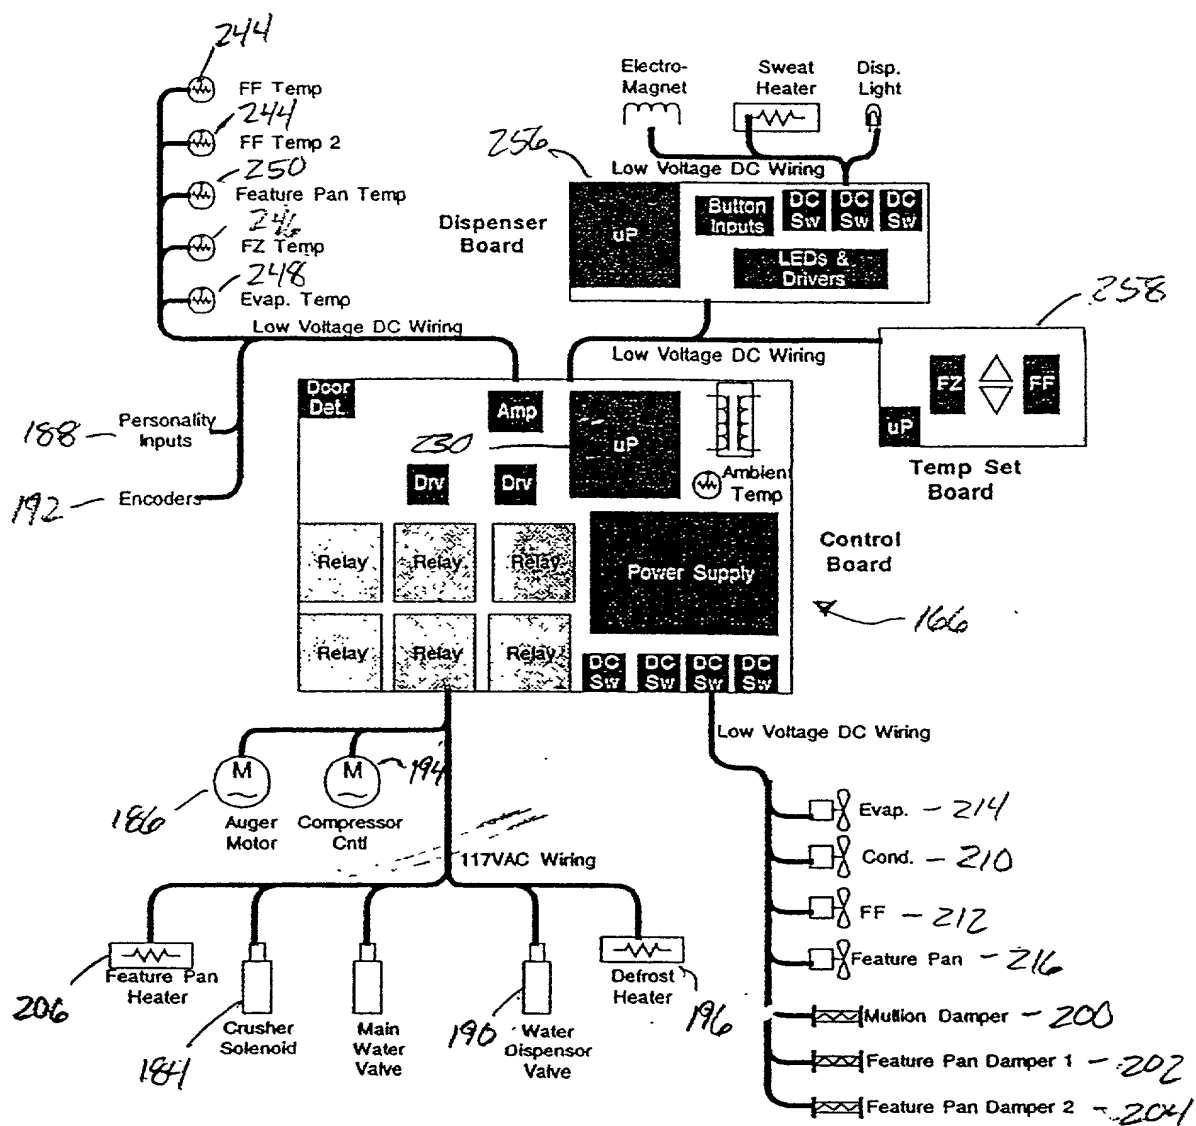 244
FF Temp
244
FF Temp 2
250
Feature Pan Temp
246
FZ Temp
248
Evap. Temp
Low Voltage DC Wiring
188
Personality
Inputs
192
Encoders
Electro-
Magnet
Sweat
Heater
Disp.
Light
256
Low Voltage DC Wiring
Dispenser
Board
uP
Button
Inputs
DC
Sw
DC
Sw
DC
Sw
LEDs &
Drivers
258
Low Voltage DC Wiring
FZ
FF
uP
Temp Set
Board
Door
Det.
Amp
230
uP
Drv
Drv
Ambient
Temp
Relay
Relay
Relay
Power Supply
Control
Board
166
Relay
Relay
Relay
DC
Sw
DC
Sw
DC
Sw
DC
Sw
Low Voltage DC Wiring
M
186
Auger
Motor
M
194
Compressor
Cntl
117VAC Wiring
206
Feature Pan
Heater
184
Crusher
Solenoid
Main
Water
Valve
190
Water
Dispensor
Valve
Defrost
Heater
196
Evap. - 214
Cond. - 210
FF - 212
Feature Pan - 216
Mullion Damper - 200
Feature Pan Damper 1 - 202
Feature Pan Damper 2 - 204